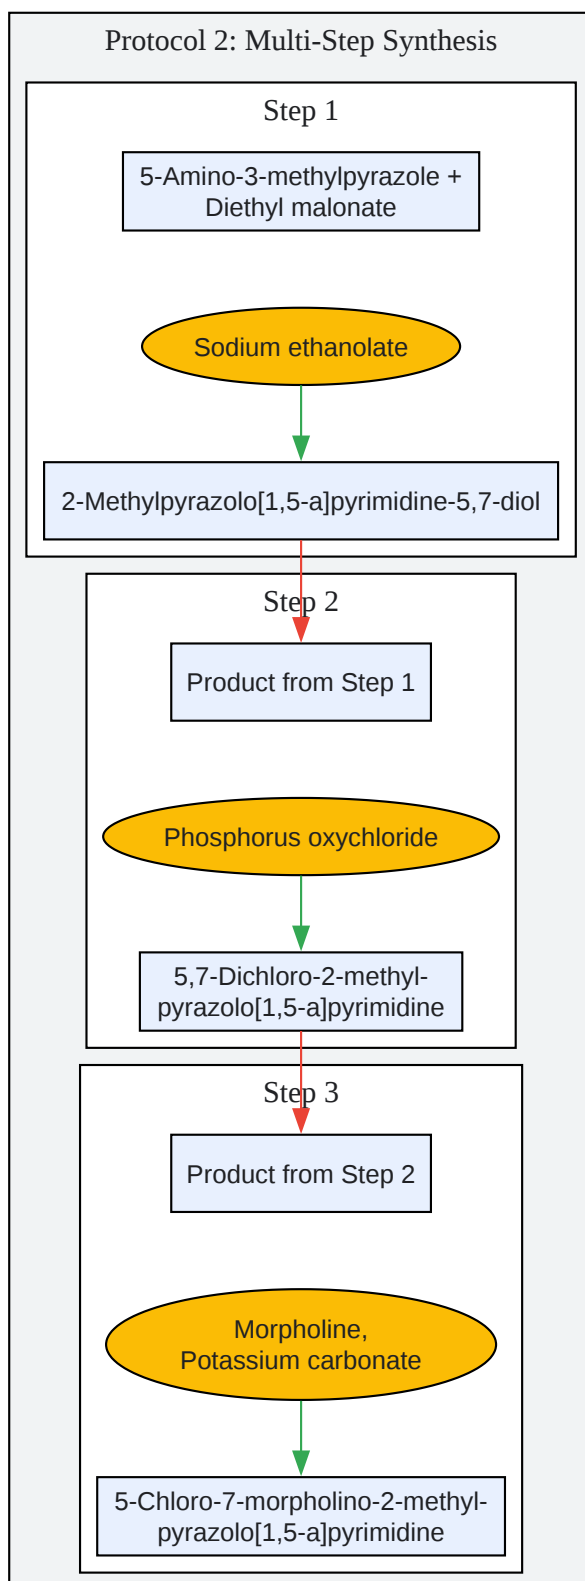 Protocol 2: Multi-Step Synthesis
Step 1
5-Amino-3-methylpyrazole +
Diethyl malonate
Sodium ethanolate
2-Methylpyrazolo[1,5-a]pyrimidine-5,7-diol
Step 2
Product from Step 1
Phosphorus oxychloride
5,7-Dichloro-2-methyl-
pyrazolo[1,5-a]pyrimidine
Step 3
Product from Step 2
Morpholine,
Potassium carbonate
5-Chloro-7-morpholino-2-methyl-
pyrazolo[1,5-a]pyrimidine